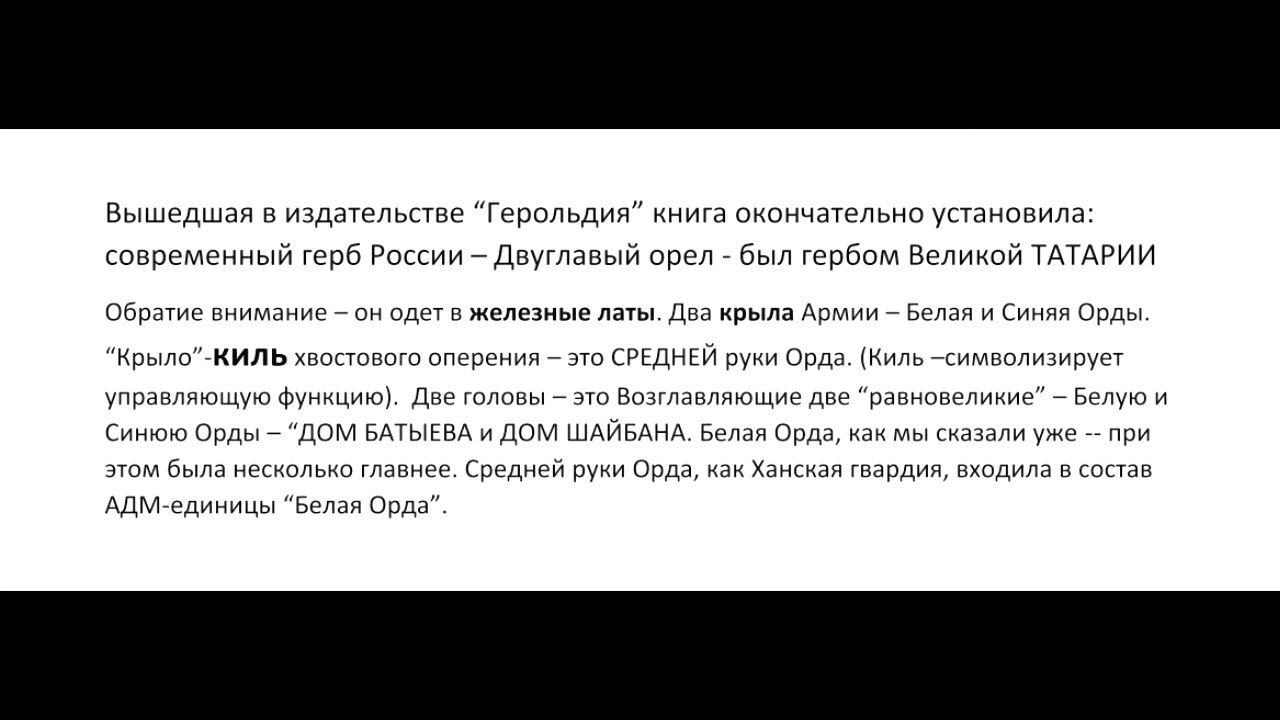 Вышедшая в издательстве “Герольдия” книга окончательно установила:
современный герб России – Двуглавый орел - был гербом Великой ТАТАРИИ
Обратие внимание – он одет в железные латы. Два крыла Армии – Белая и Синяя Орды.
“Крыло”-КИЛЬ хвостового оперения – это СРЕДНЕЙ руки Орда. (Киль –символизирует
управляющую функцию).  Две головы – это Возглавляющие две “равновеликие” – Белую и
Синюю Орды – “ДОМ БАТЫЕВА и ДОМ ШАЙБАНА. Белая Орда, как мы сказали уже -- при
этом была несколько главнее. Средней руки Орда, как Ханская гвардия, входила в состав
АДМ-единицы “Белая Орда”.